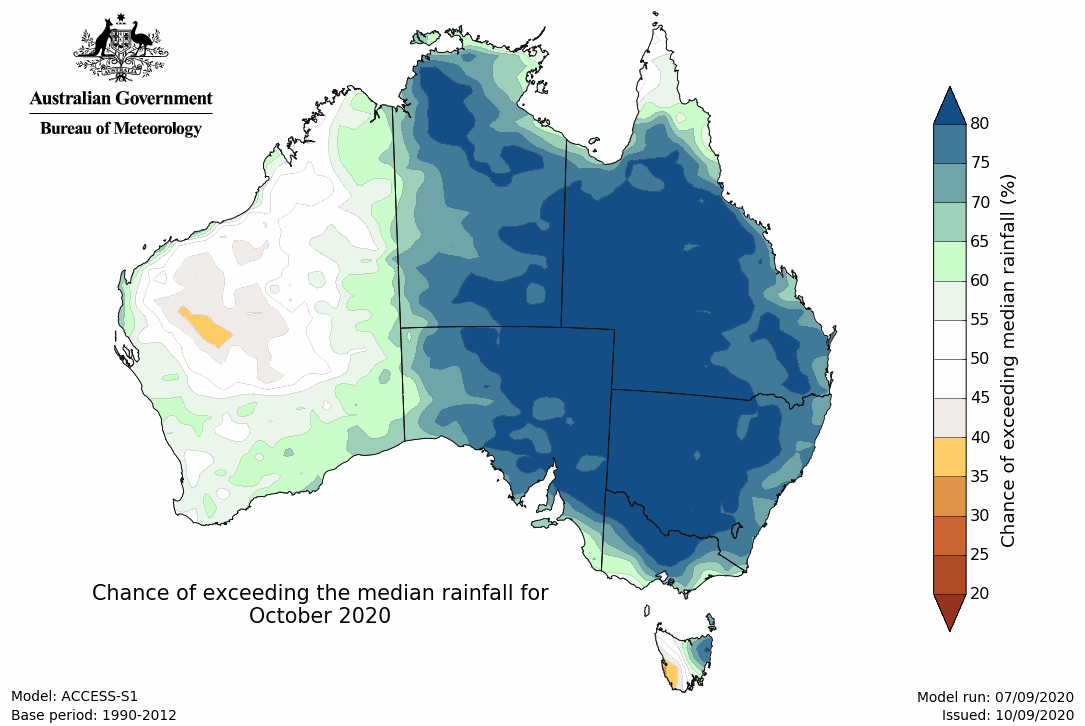 AUSTRALIA
Australian Government
Bureau of Meteorology
80
75
70
65
60
55
50
45
40
35
30
25
20
Chance of exceeding median rainfall (%)
Chance of exceeding the median rainfall for
October 2020
Model: ACCESS-S1
Base period: 1990-2012
Model run: 07/09/2020
Issued: 10/09/2020